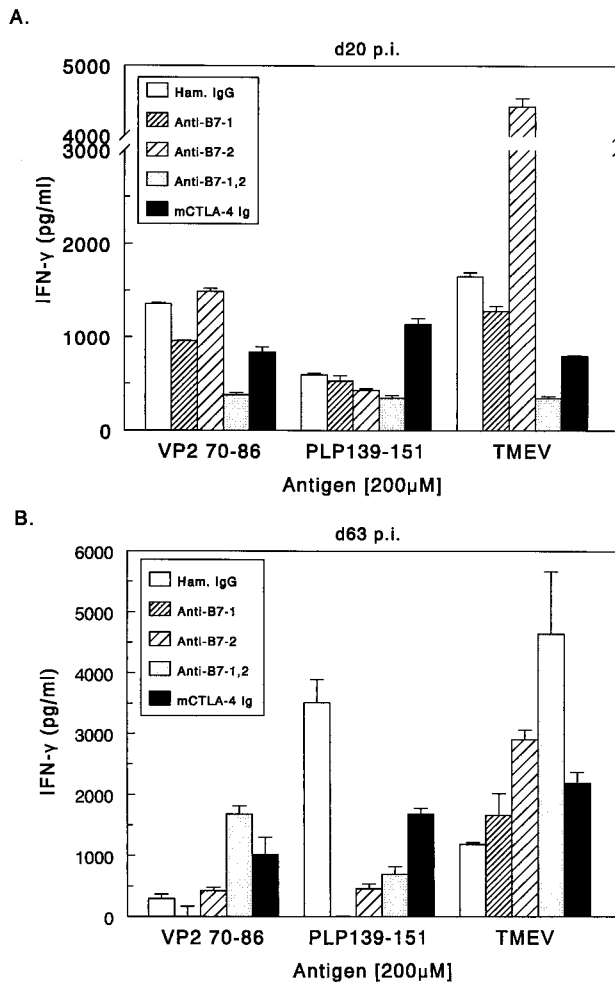 A.
d20 p.i.
5000
4000
3000
2000
1000
0
IFN-γ (pg/ml)
Ham. IgG
Anti-B7-1
Anti-B7-2
Anti-B7-1,2
mCTLA-4 Ig
VP2 70-86 PLP139-151 TMEV
Antigen [200µM]
B.
d63 p.i.
6000
5000
4000
3000
2000
1000
0
IFN-γ (pg/ml)
Ham. IgG
Anti-B7-1
Anti-B7-2
Anti-B7-1,2
mCTLA-4 Ig
VP2 70-86 PLP139-151 TMEV
Antigen [200µM]